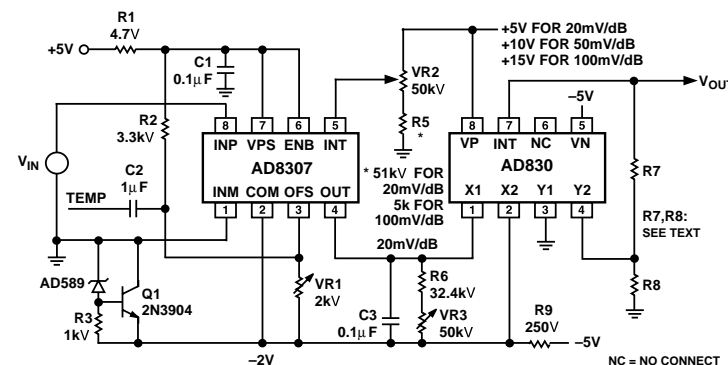 R1
4.7V
+5V
C1
0.1μF
R2
3.3kV
VIN
C2
1μF
TEMP
8 7 6 5
INP VPS ENB INT
AD8307
INM COM OFS OUT
1 2 3 4
AD589
Q1
2N3904
R3
1kV
VR1
2kV
–2V
VR2
50kV
R5
*
* 51kV FOR
20mV/dB
5k FOR
100mV/dB
20mV/dB
C3
0.1μF
R6
32.4kV
VR3
50kV
+5V FOR 20mV/dB
+10V FOR 50mV/dB
+15V FOR 100mV/dB
–5V
8 7 6 5
VP INT NC VN
AD830
X1 X2 Y1 Y2
1 2 3 4
VOUT
R7
R7,R8:
SEE TEXT
R8
R9
250V
–5V
NC = NO CONNECT